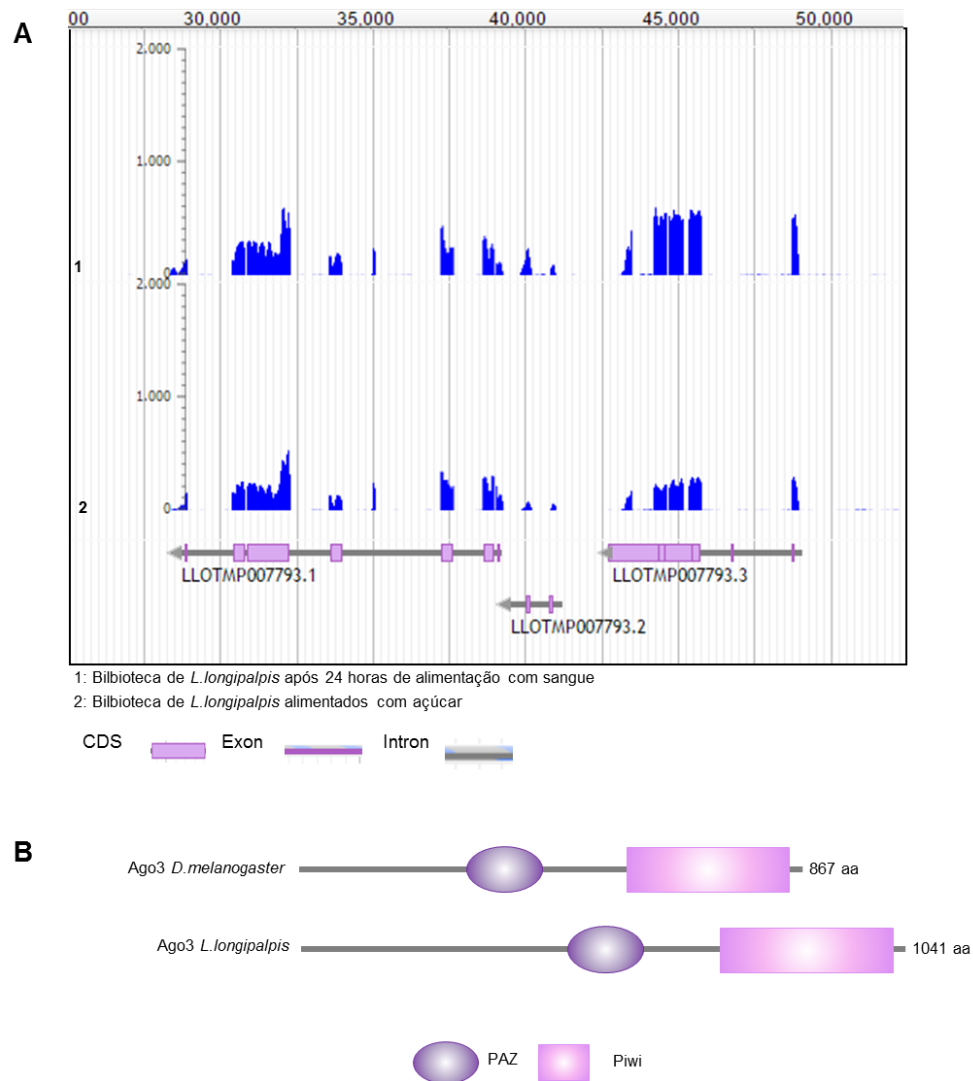 A
00 30,000 35,000 40,000 45,000 50,000
2,000
1,000
0
1
2,000
1,000
0
2
LLOTMP007793.1
LLOTMP007793.3
LLOTMP007793.2
1: Bilbioteca de L.longipalpis após 24 horas de alimentação com sangue
2: Bilbioteca de L.longipalpis alimentados com açúcar
CDS Exon Intron
B
Ago3 D.melanogaster 867 aa
Ago3 L.longipalpis 1041 aa
PAZ Piwi